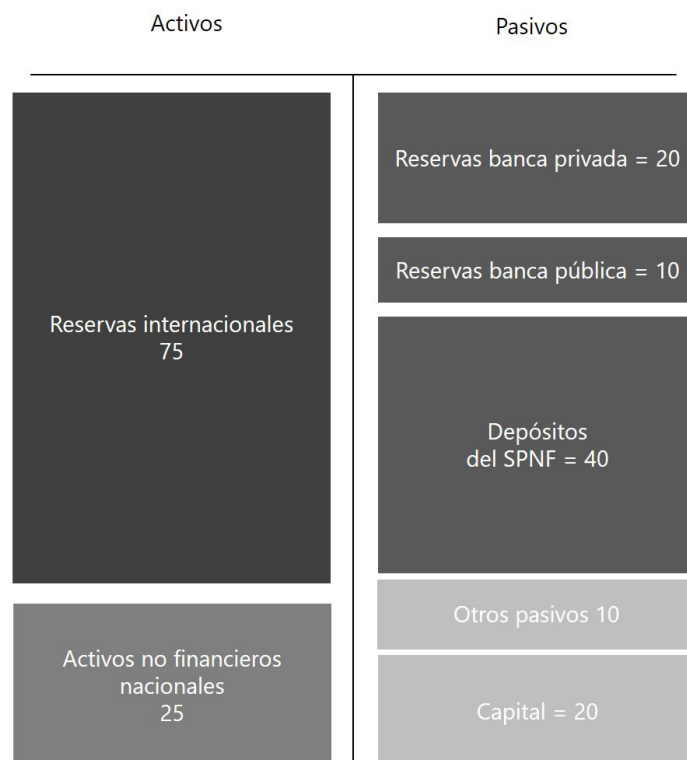 Activos
Pasivos
Reservas internacionales
75
Activos no financieros
nacionales
25
Reservas banca privada = 20
Reservas banca pública = 10
Depósitos
del SPNF = 40
Otros pasivos 10
Capital = 20